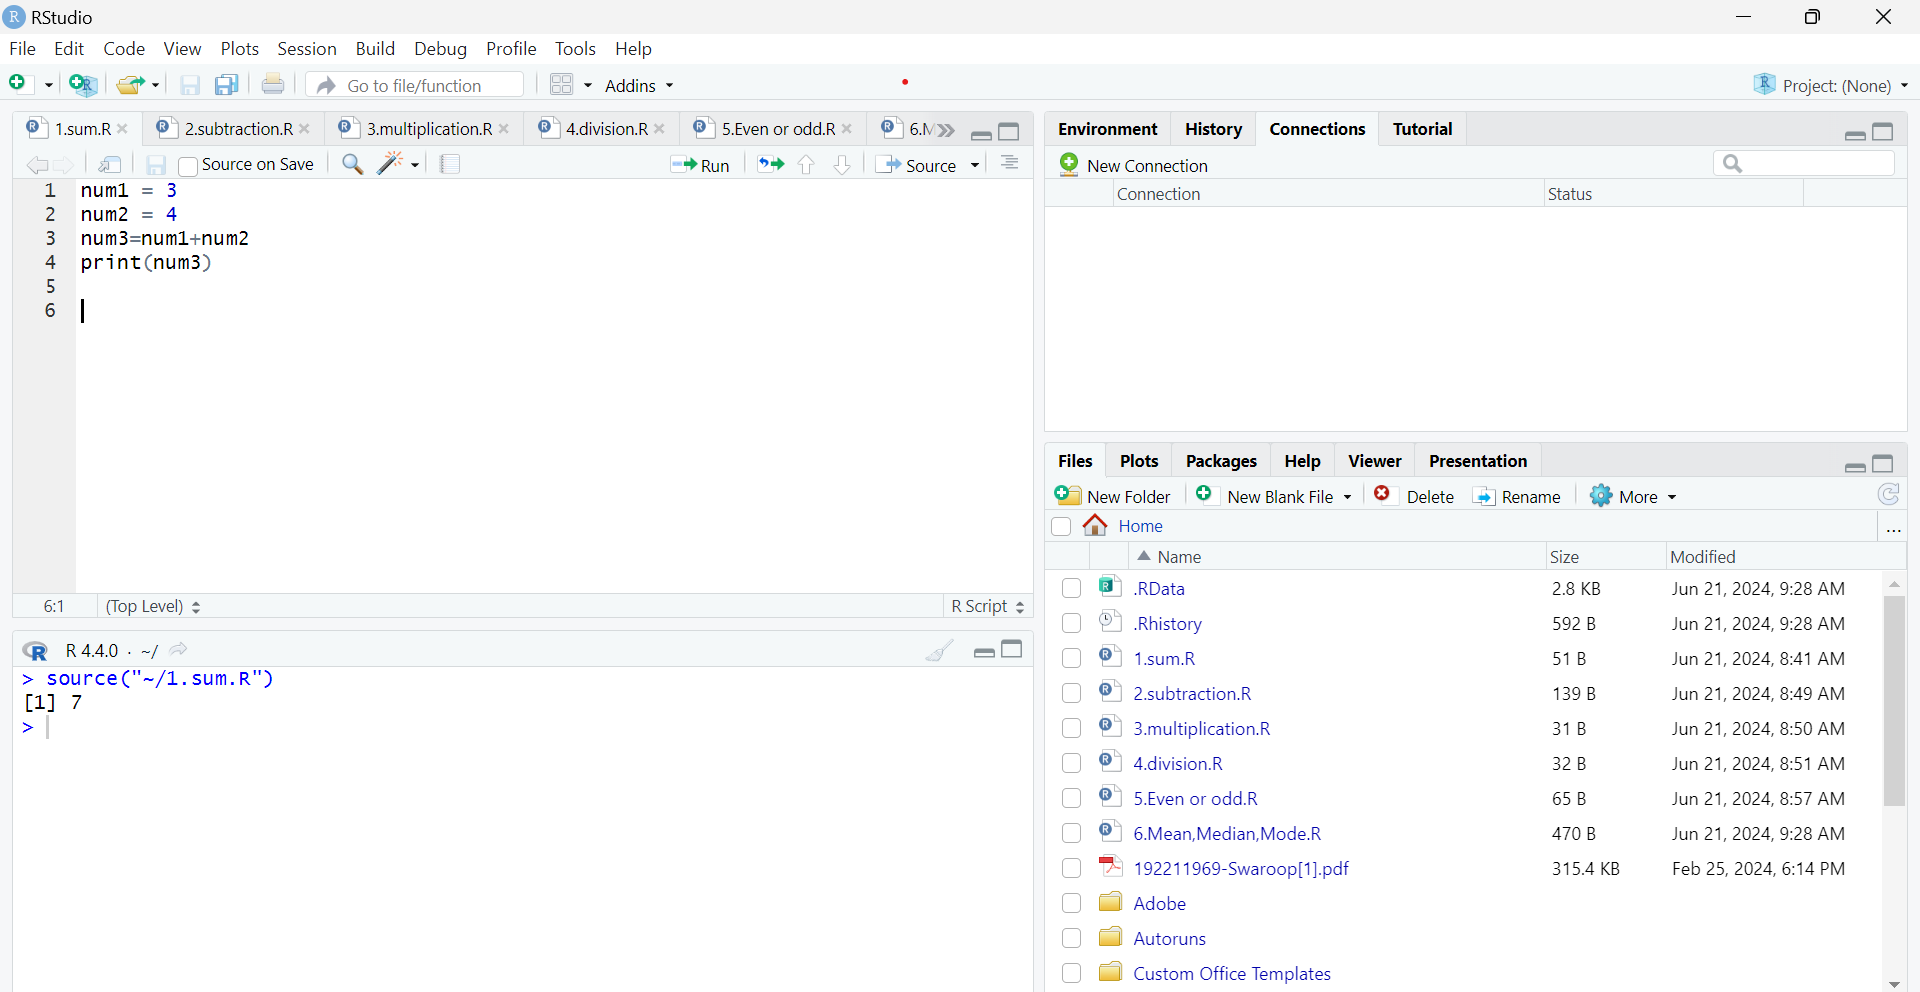 RStudio
File Edit Code View Plots Session Build Debug Profile Tools Help
Go to file/function Addins Project: (None)
1.sum.R 2.subtraction.R 3.multiplication.R 4.division.R 5.Even or odd.R 6.M
Source on Save Run Source
1 num1 = 3
2 num2 = 4
3 num3=num1+num2
4 print(num3)
5
6
6:1 (Top Level) R Script
R 4.4.0 · ~/
> source("~/1.sum.R")
[1] 7
>
Environment History Connections Tutorial
New Connection
Connection Status
Files Plots Packages Help Viewer Presentation
New Folder New Blank File Delete Rename More
Home ...
Name Size Modified
.RData 2.8 KB Jun 21, 2024, 9:28 AM
.Rhistory 592 B Jun 21, 2024, 9:28 AM
1.sum.R 51 B Jun 21, 2024, 8:41 AM
2.subtraction.R 139 B Jun 21, 2024, 8:49 AM
3.multiplication.R 31 B Jun 21, 2024, 8:50 AM
4.division.R 32 B Jun 21, 2024, 8:51 AM
5.Even or odd.R 65 B Jun 21, 2024, 8:57 AM
6.Mean,Median,Mode.R 470 B Jun 21, 2024, 9:28 AM
192211969-Swaroop[1].pdf 315.4 KB Feb 25, 2024, 6:14 PM
Adobe
Autoruns
Custom Office Templates